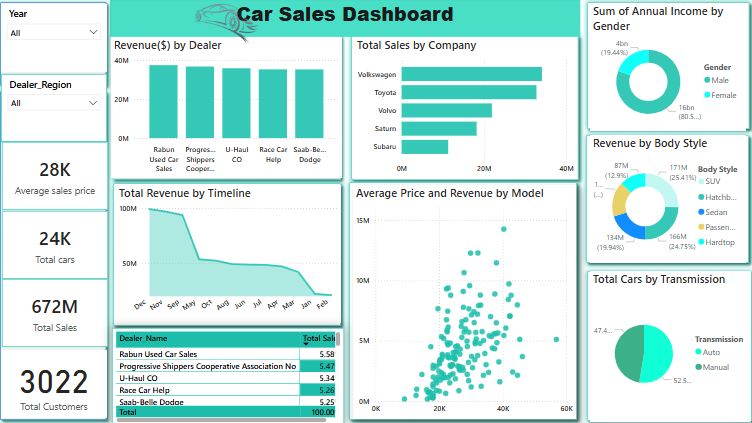 Car Sales Dashboard
Year
All
Dealer_Region
All
28K
Average sales price
24K
Total cars
672M
Total Sales
3022
Total Customers
Revenue($) by Dealer
40M
20M
0M
Rabun Used Car Sales
Progres... Shippers Cooper...
U-Haul CO
Race Car Help
Saab-Be... Dodge
Total Sales by Company
Volkswagen
Toyota
Volvo
Saturn
Subaru
0M 20M 40M
Total Revenue by Timeline
100M
50M
Dec Nov Sep May Oct Aug Jun Jul Apr Mar Jan Feb
Average Price and Revenue by Model
15M
10M
5M
0M
0K 20K 40K 60K
Dealer_Name Total Sal
Rabun Used Car Sales 5.58
Progressive Shippers Cooperative Association No 5.47
U-Haul CO 5.34
Race Car Help 5.26
Saab-Belle Dodge 5.25
Total 100.00
Sum of Annual Income by Gender
4bn
(19.44%)
16bn
(80.5...)
Gender
Male
Female
Revenue by Body Style
87M
(12.9%)
171M
(25.41%)
1...
(...
134M
(19.94%)
166M
(24.75%)
Body Style
SUV
Hatchb...
Sedan
Passen...
Hardtop
Total Cars by Transmission
47.4...
52.5...
Transmission
Auto
Manual